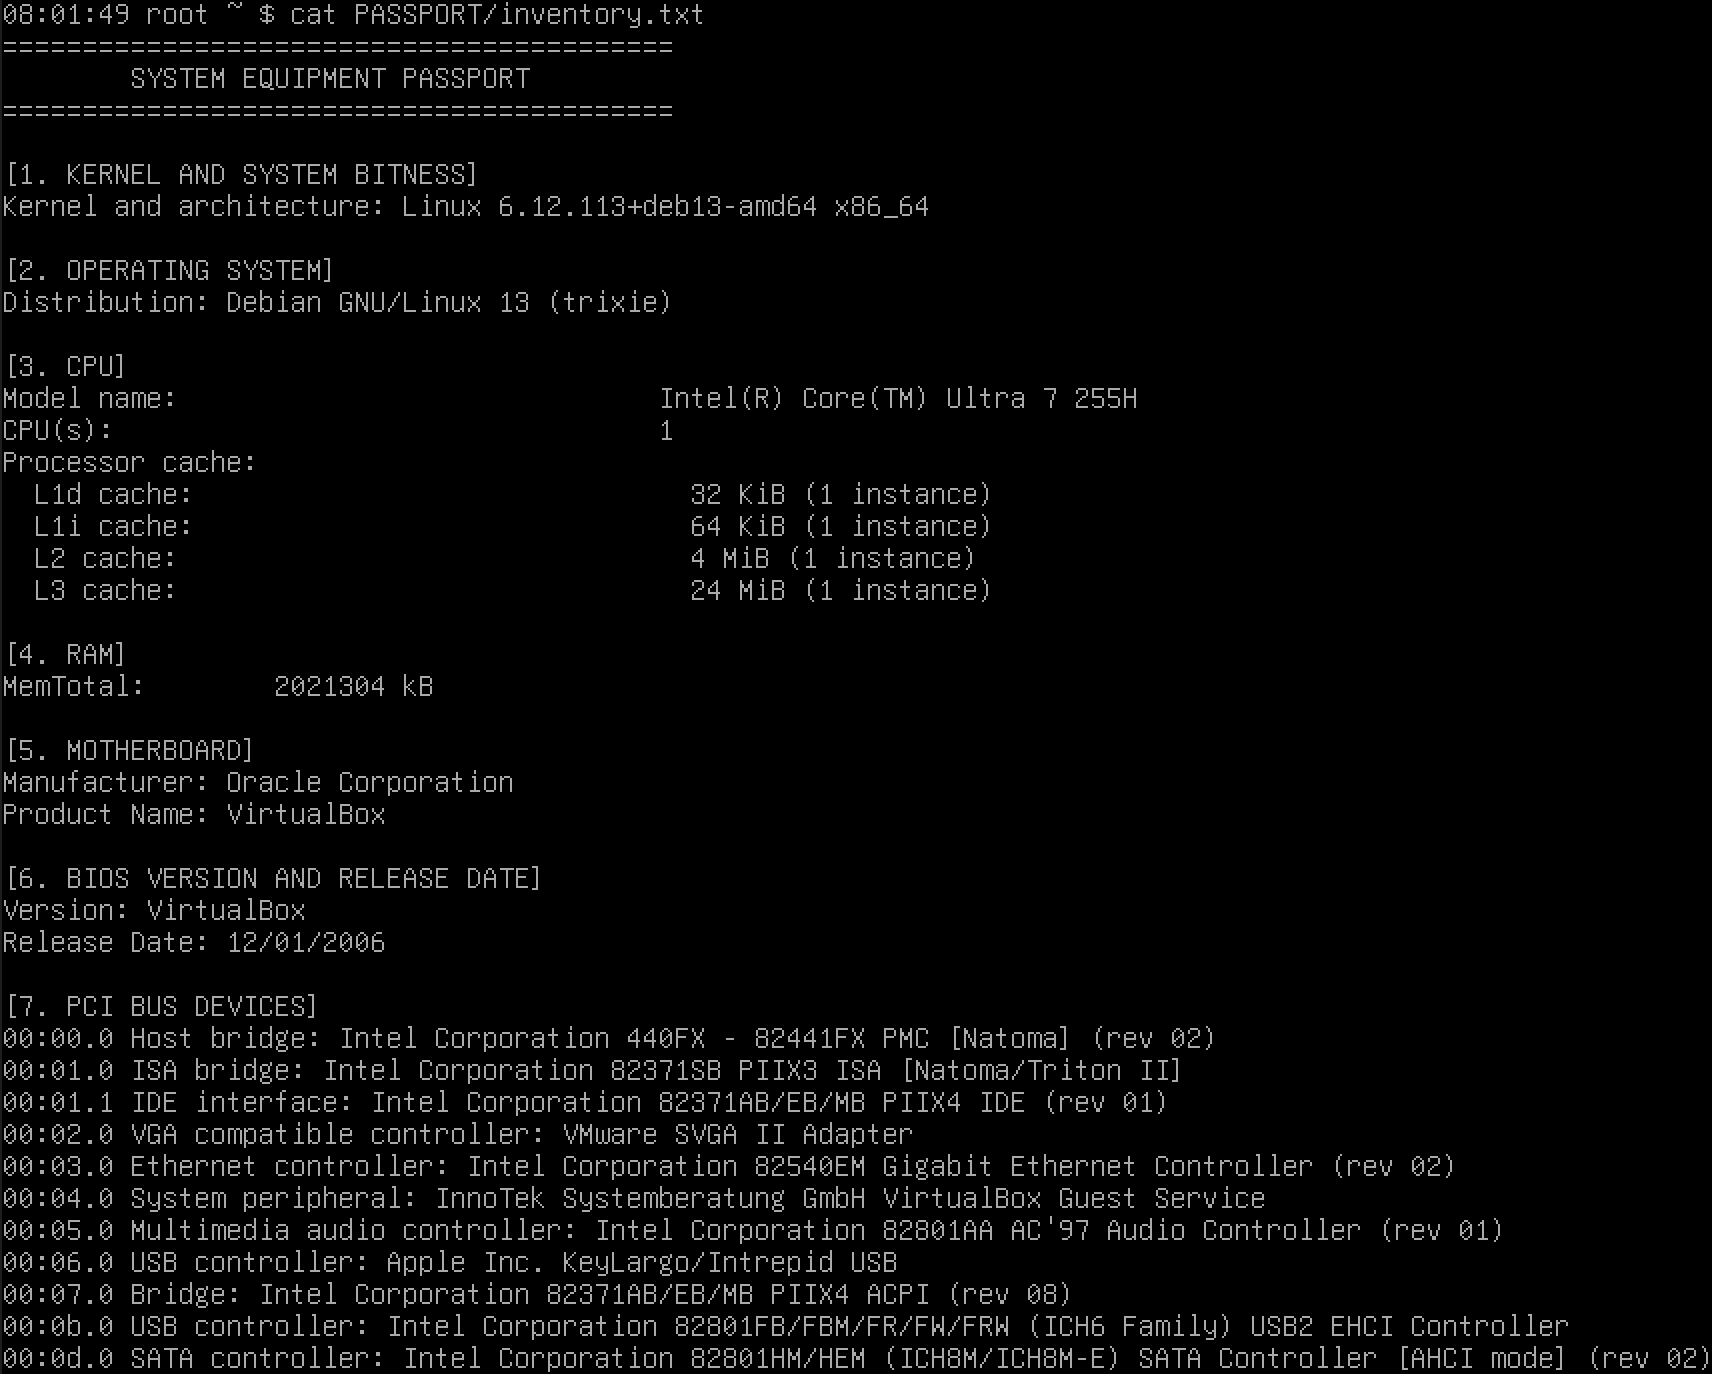 08:01:49 root ~ $ cat PASSPORT/inventory.txt
==========================================
        SYSTEM EQUIPMENT PASSPORT
==========================================

[1. KERNEL AND SYSTEM BITNESS]
Kernel and architecture: Linux 6.12.113+deb13-amd64 x86_64

[2. OPERATING SYSTEM]
Distribution: Debian GNU/Linux 13 (trixie)

[3. CPU]
Model name:                              Intel(R) Core(TM) Ultra 7 255H
CPU(s):                                  1
Processor cache:
  L1d cache:                               32 KiB (1 instance)
  L1i cache:                               64 KiB (1 instance)
  L2 cache:                                4 MiB (1 instance)
  L3 cache:                                24 MiB (1 instance)

[4. RAM]
MemTotal:        2021304 kB

[5. MOTHERBOARD]
Manufacturer: Oracle Corporation
Product Name: VirtualBox

[6. BIOS VERSION AND RELEASE DATE]
Version: VirtualBox
Release Date: 12/01/2006

[7. PCI BUS DEVICES]
00:00.0 Host bridge: Intel Corporation 440FX - 82441FX PMC [Natoma] (rev 02)
00:01.0 ISA bridge: Intel Corporation 82371SB PIIX3 ISA [Natoma/Triton II]
00:01.1 IDE interface: Intel Corporation 82371AB/EB/MB PIIX4 IDE (rev 01)
00:02.0 VGA compatible controller: VMware SVGA II Adapter
00:03.0 Ethernet controller: Intel Corporation 82540EM Gigabit Ethernet Controller (rev 02)
00:04.0 System peripheral: InnoTek Systemberatung GmbH VirtualBox Guest Service
00:05.0 Multimedia audio controller: Intel Corporation 82801AA AC'97 Audio Controller (rev 01)
00:06.0 USB controller: Apple Inc. KeyLargo/Intrepid USB
00:07.0 Bridge: Intel Corporation 82371AB/EB/MB PIIX4 ACPI (rev 08)
00:0b.0 USB controller: Intel Corporation 82801FB/FBM/FR/FW/FRW (ICH6 Family) USB2 EHCI Controller
00:0d.0 SATA controller: Intel Corporation 82801HM/HEM (ICH8M/ICH8M-E) SATA Controller [AHCI mode] (rev 02)